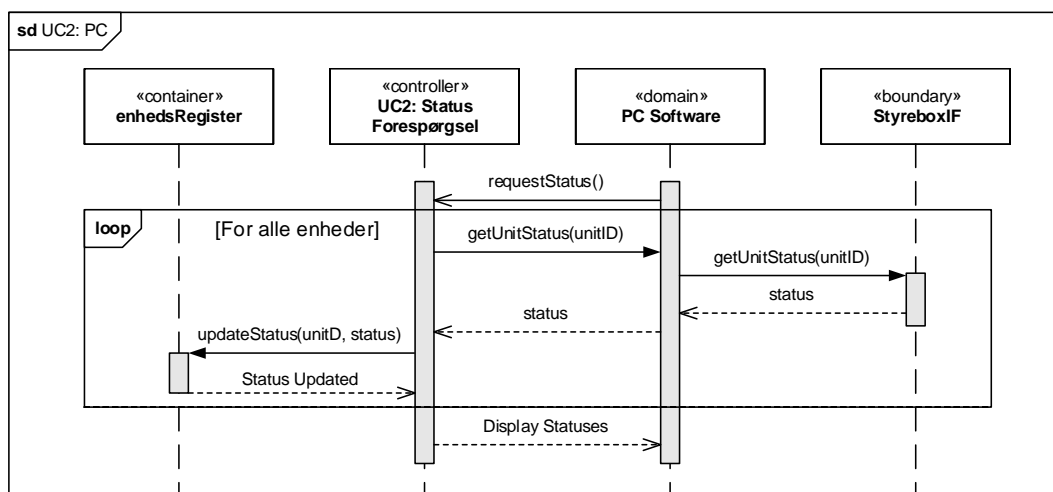 sd UC2: PC
«container»
enhedsRegister
«controller»
UC2: Status
Forespørgsel
«domain»
PC Software
«boundary»
StyreboxIF
requestStatus()
loop
[For alle enheder]
getUnitStatus(unitID)
getUnitStatus(unitID)
status
status
updateStatus(unitD, status)
Status Updated
Display Statuses